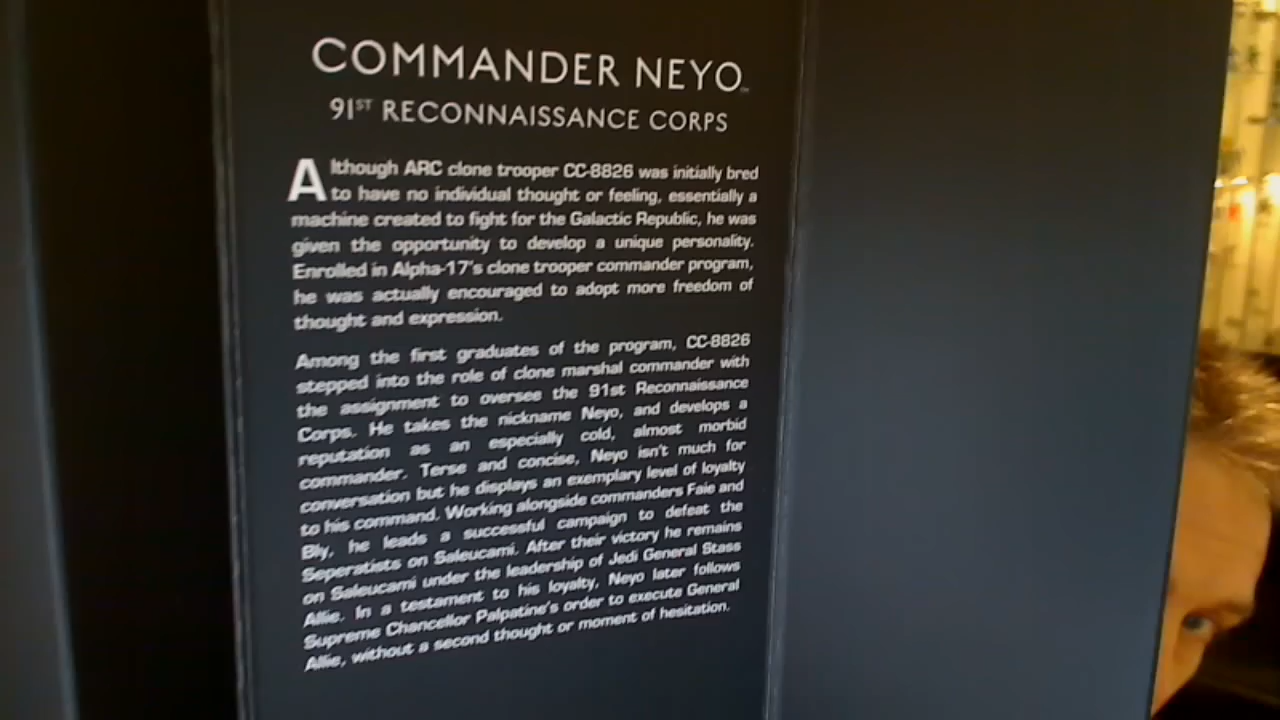 COMMANDER NEYO™
91ST RECONNAISSANCE CORPS
Although ARC clone trooper CC-8826 was initially bred
to have no individual thought or feeling, essentially a
machine created to fight for the Galactic Republic, he was
given the opportunity to develop a unique personality.
Enrolled in Alpha-17's clone trooper commander program,
he was actually encouraged to adopt more freedom of
thought and expression.
Among the first graduates of the program, CC-8826
stepped into the role of clone marshal commander with
the assignment to oversee the 91st Reconnaissance
Corps. He takes the nickname Neyo, and develops a
reputation as an especially cold, almost morbid
commander. Terse and concise, Neyo isn't much for
conversation but he displays an exemplary level of loyalty
to his command. Working alongside commanders Faie and
Bly, he leads a successful campaign to defeat the
Seperatists on Saleucami. After their victory he remains
on Saleucami under the leadership of Jedi General Stass
Allie. In a testament to his loyalty, Neyo later follows
Supreme Chancellor Palpatine's order to execute General
Allie, without a second thought or moment of hesitation.